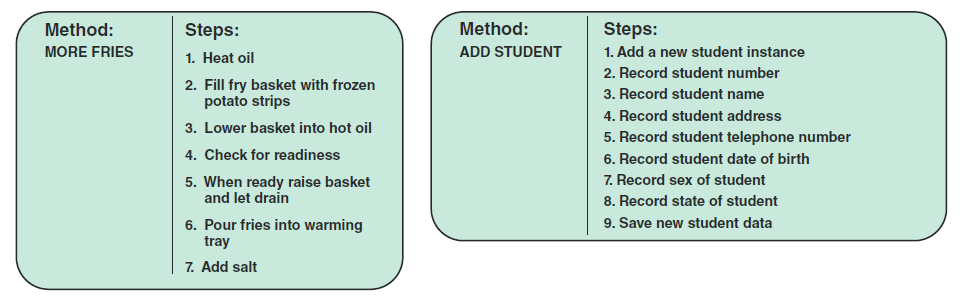 Method:
MORE FRIES
Steps:
1. Heat oil
2. Fill fry basket with frozen
potato strips
3. Lower basket into hot oil
4. Check for readiness
5. When ready raise basket
and let drain
6. Pour fries into warming
tray
7. Add salt
Method:
ADD STUDENT
Steps:
1. Add a new student instance
2. Record student number
3. Record student name
4. Record student address
5. Record student telephone number
6. Record student date of birth
7. Record sex of student
8. Record state of student
9. Save new student data